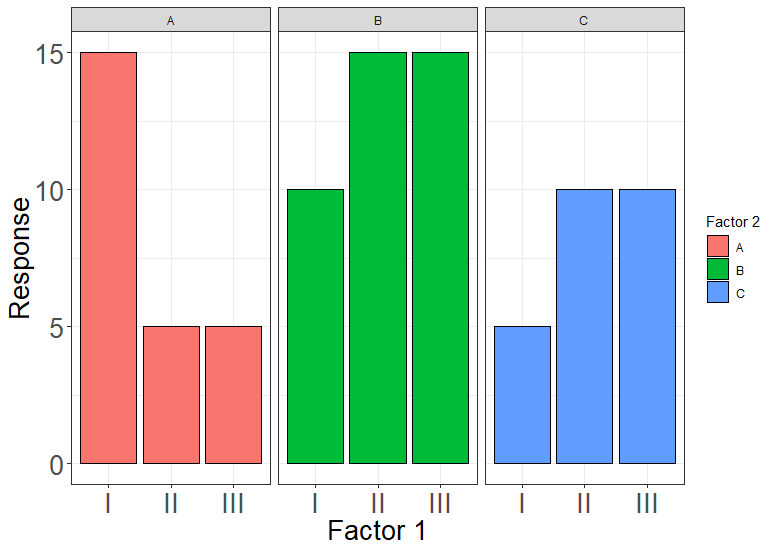 A B C
Response
15
10
5
0
I II III I II III I II III
Factor 1
Factor 2
A
B
C